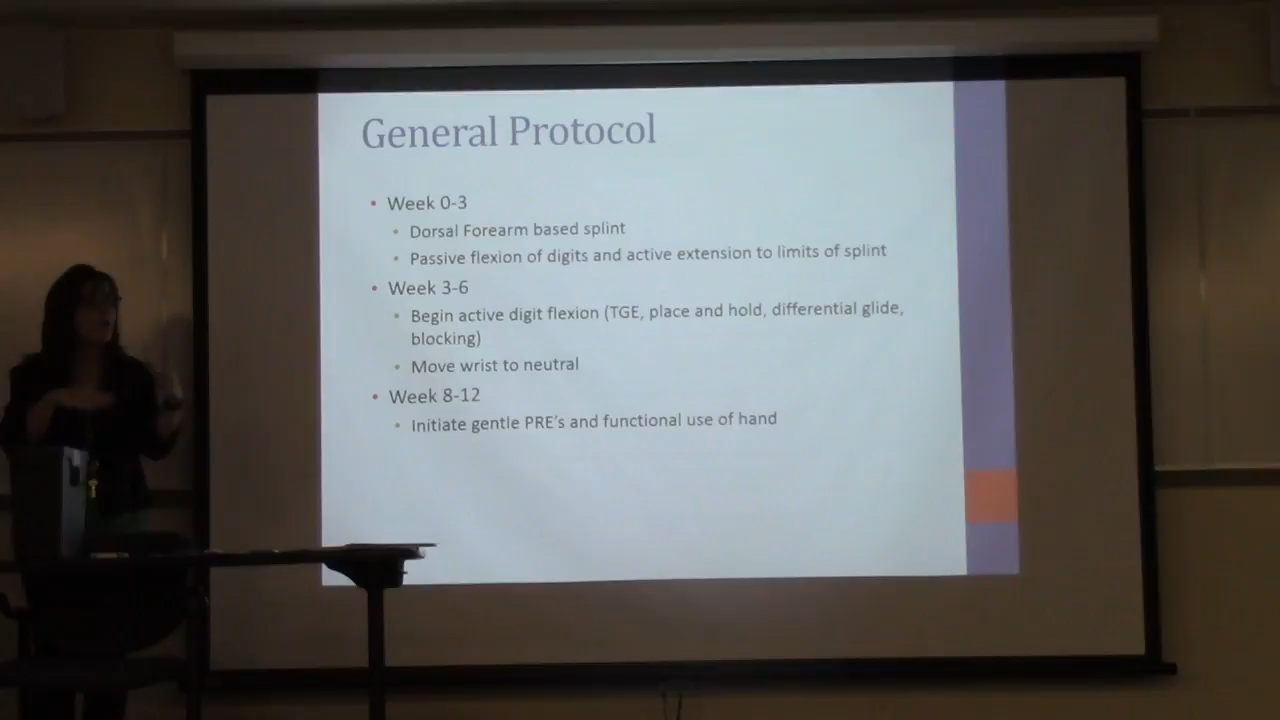 General Protocol
• Week 0-3
• Dorsal Forearm based splint
• Passive flexion of digits and active extension to limits of splint
• Week 3-6
• Begin active digit flexion (TGE, place and hold, differential glide,
blocking)
• Move wrist to neutral
• Week 8-12
• Initiate gentle PRE's and functional use of hand